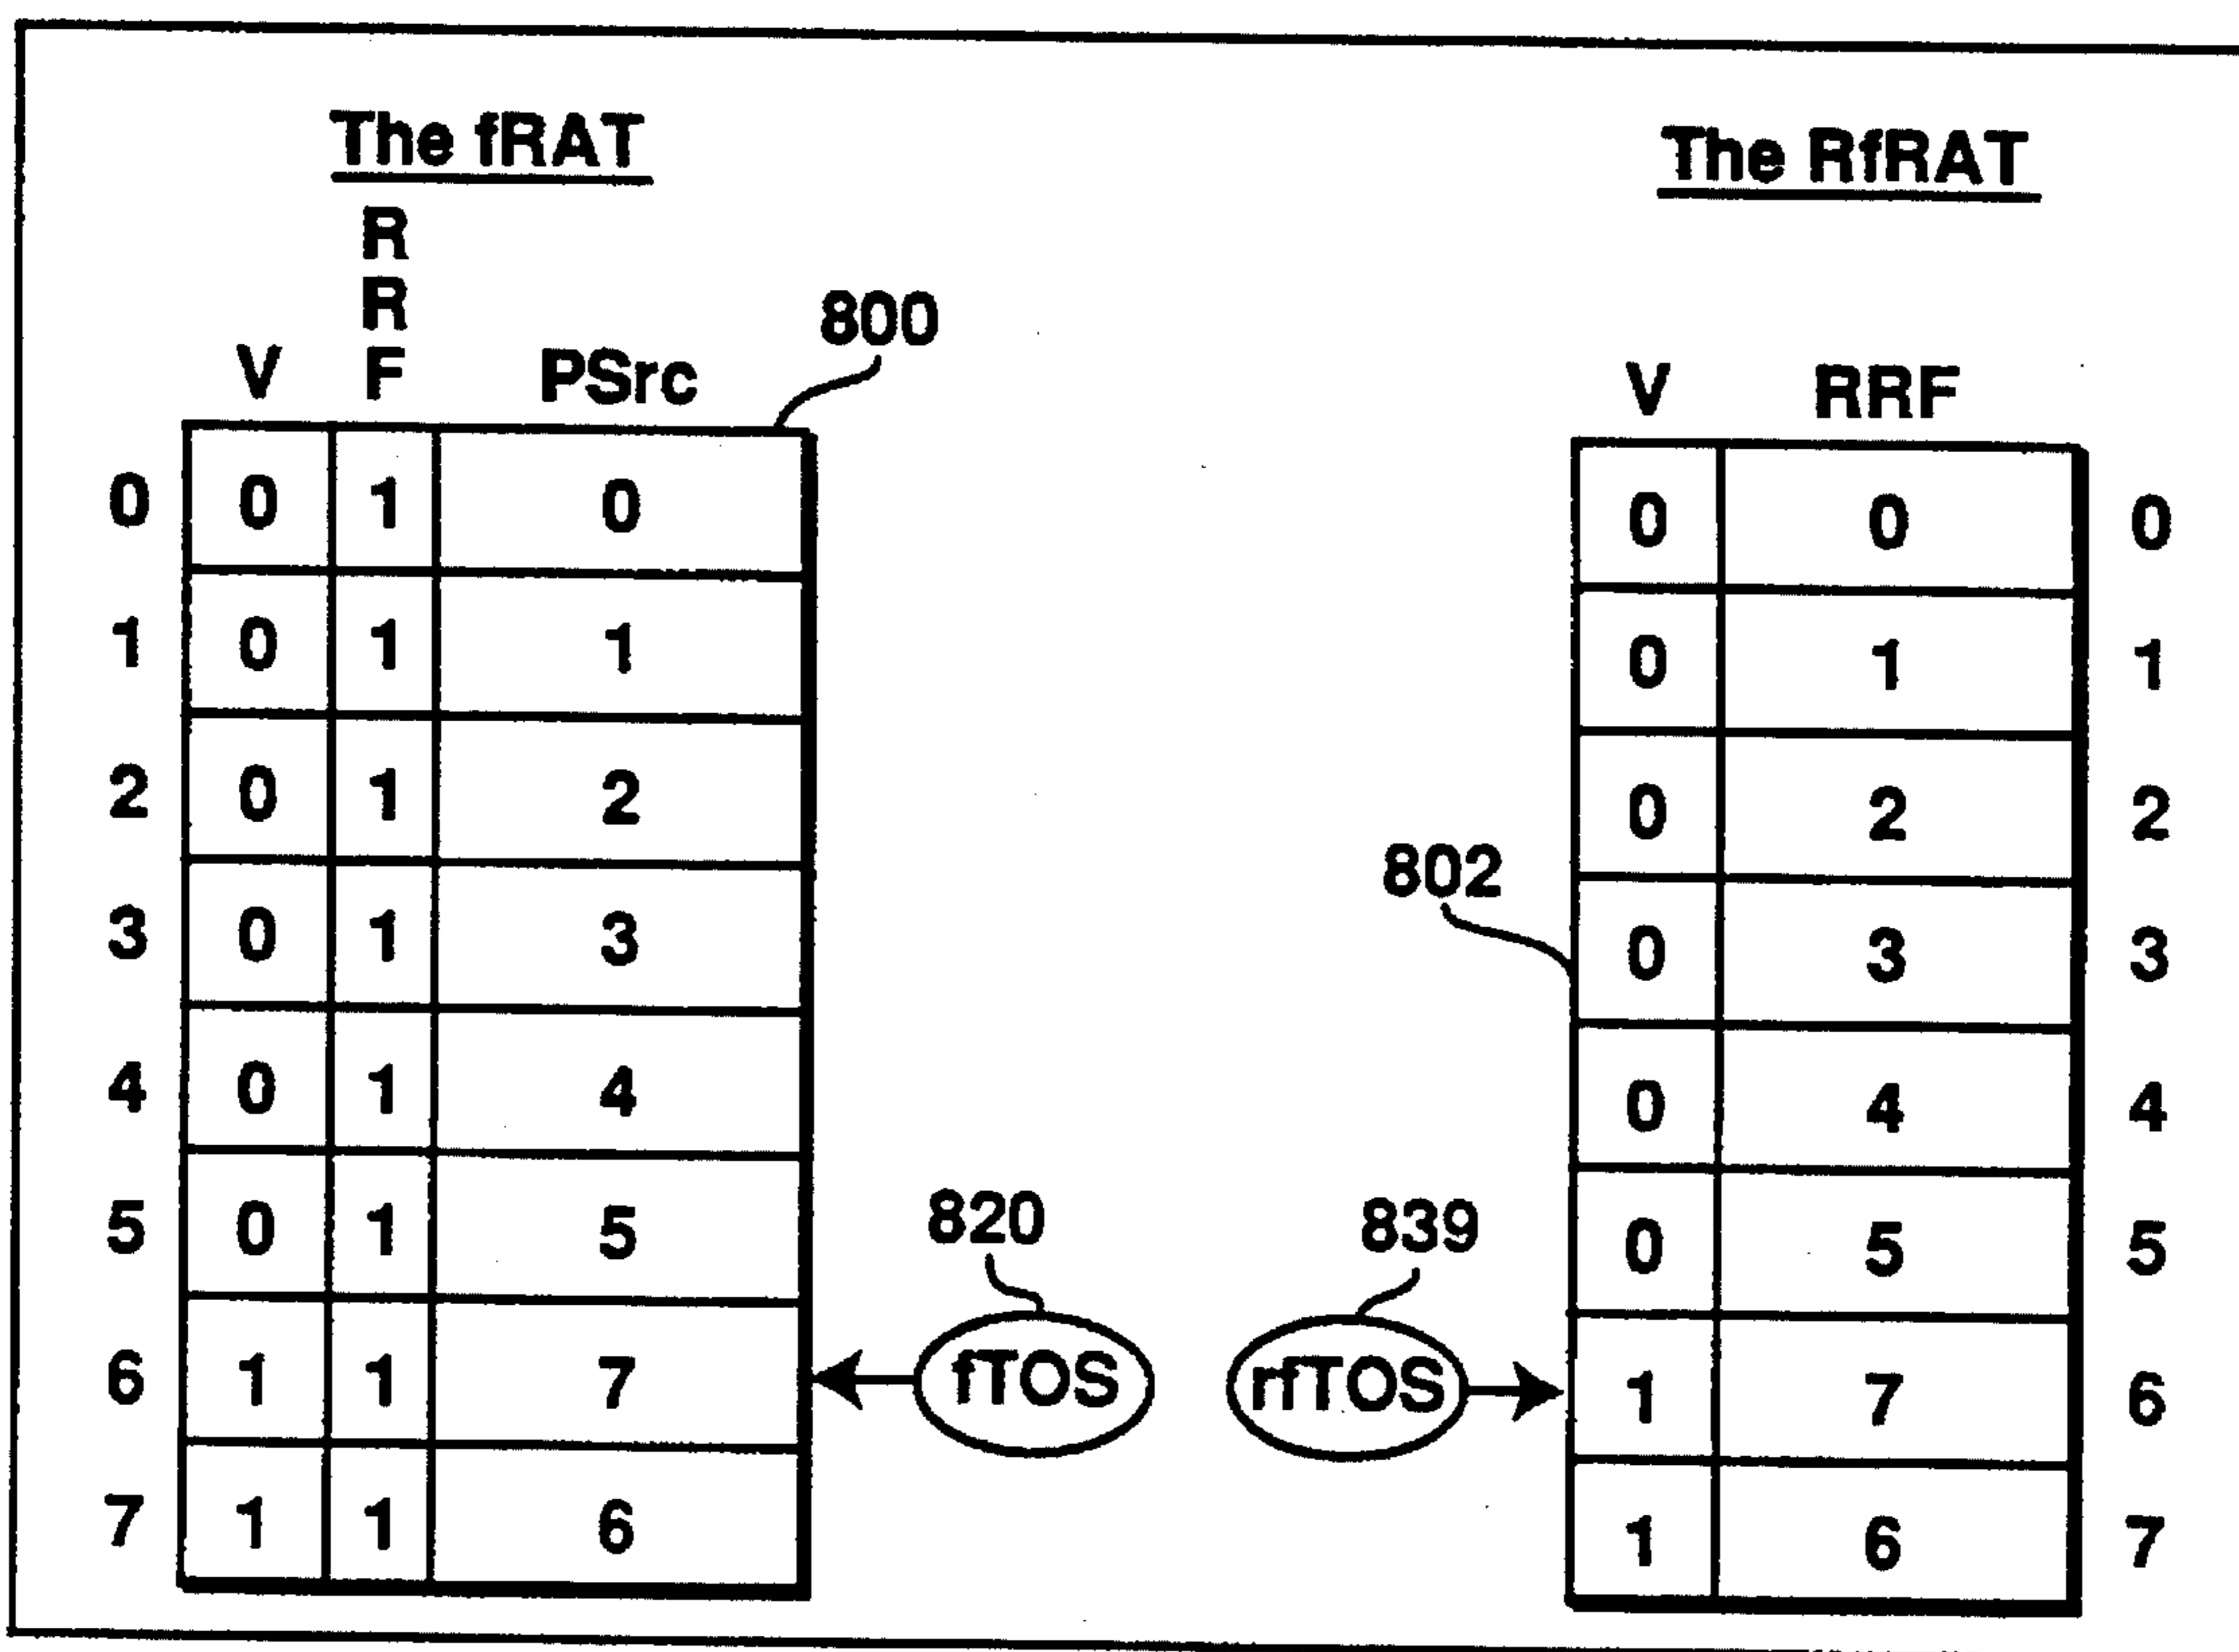 The fRAT
The RfRAT
R
R
V F PSrc
800
V RRF
0 0 1 0
1 0 1 1
2 0 1 2
3 0 1 3
4 0 1 4
5 0 1 5
6 1 1 7
7 1 1 6
820
fTOS
802
839
rfTOS
0 0 0
0 1 1
0 2 2
0 3 3
0 4 4
0 5 5
1 7 6
1 6 7